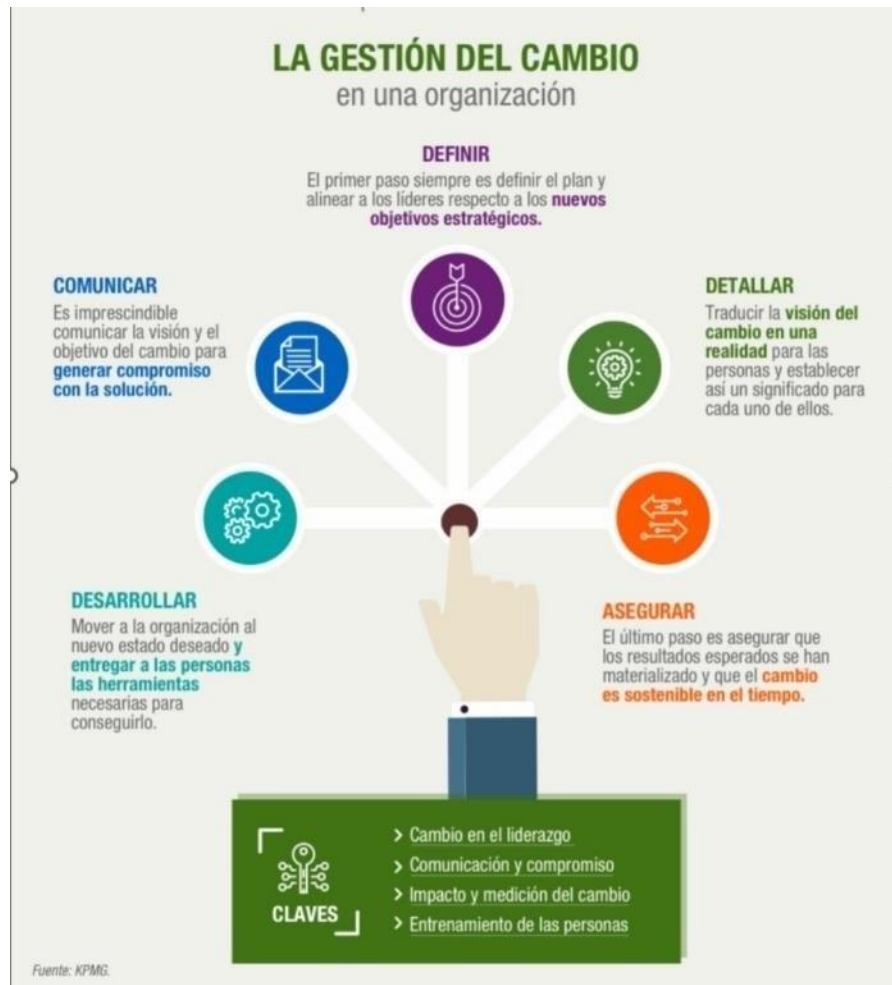 LA GESTIÓN DEL CAMBIO
en una organización
DEFINIR
El primer paso siempre es definir el plan y
alinear a los líderes respecto a los nuevos
objetivos estratégicos.
COMUNICAR
Es imprescindible
comunicar la visión y el
objetivo del cambio para
generar compromiso
con la solución.
DETALLAR
Traducir la visión del
cambio en una
realidad para las
personas y establecer
así un significado para
cada uno de ellos.
DESARROLLAR
Mover a la organización al
nuevo estado deseado y
entregar a las personas
las herramientas
necesarias para
conseguirlo.
ASEGURAR
El último paso es asegurar que
los resultados esperados se han
materializado y que el cambio
es sostenible en el tiempo.
CLAVES
> Cambio en el liderazgo
> Comunicación y compromiso
> Impacto y medición del cambio
> Entrenamiento de las personas
Fuente: KPMG.